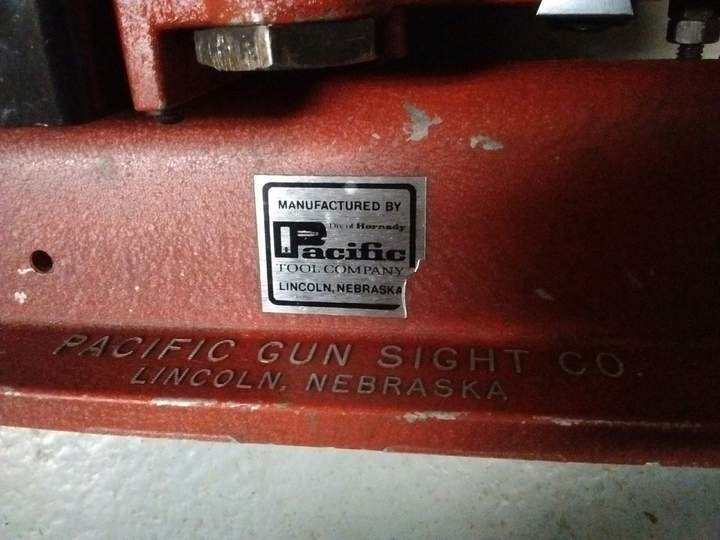 MANUFACTURED BY
Div. of Hornady
Pacific
TOOL COMPANY
LINCOLN, NEBRASKA
PACIFIC GUN SIGHT CO.
LINCOLN, NEBRASKA